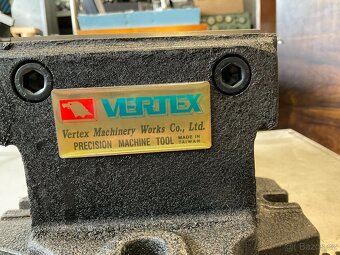 VERTEX
Vertex Machinery Works Co., Ltd.
PRECISION MACHINE TOOL MADE IN TAIWAN